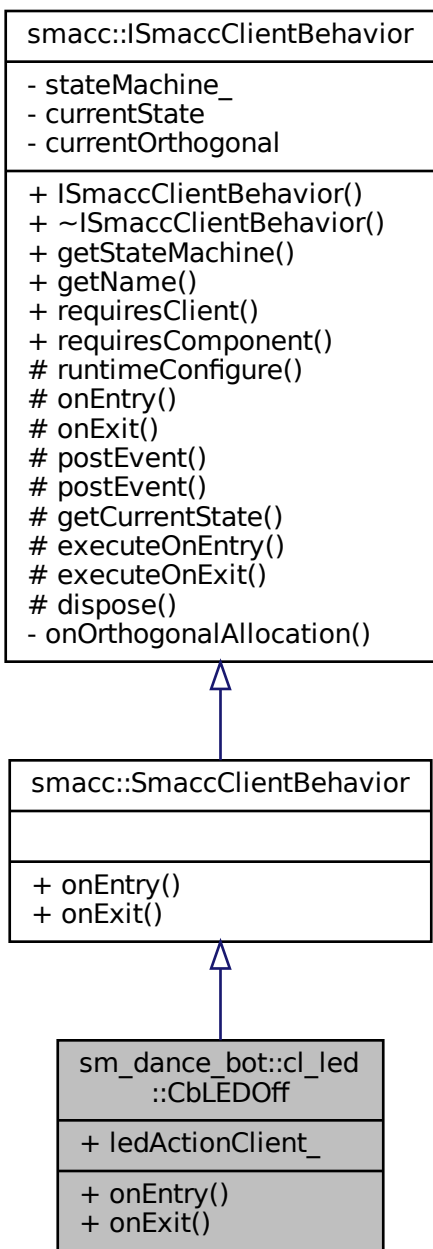 smacc::ISmaccClientBehavior
- stateMachine_
- currentState
- currentOrthogonal
+ ISmaccClientBehavior()
+ ~ISmaccClientBehavior()
+ getStateMachine()
+ getName()
+ requiresClient()
+ requiresComponent()
# runtimeConfigure()
# onEntry()
# onExit()
# postEvent()
# postEvent()
# getCurrentState()
# executeOnEntry()
# executeOnExit()
# dispose()
- onOrthogonalAllocation()
smacc::SmaccClientBehavior
+ onEntry()
+ onExit()
sm_dance_bot::cl_led
::CbLEDOff
+ ledActionClient_
+ onEntry()
+ onExit()